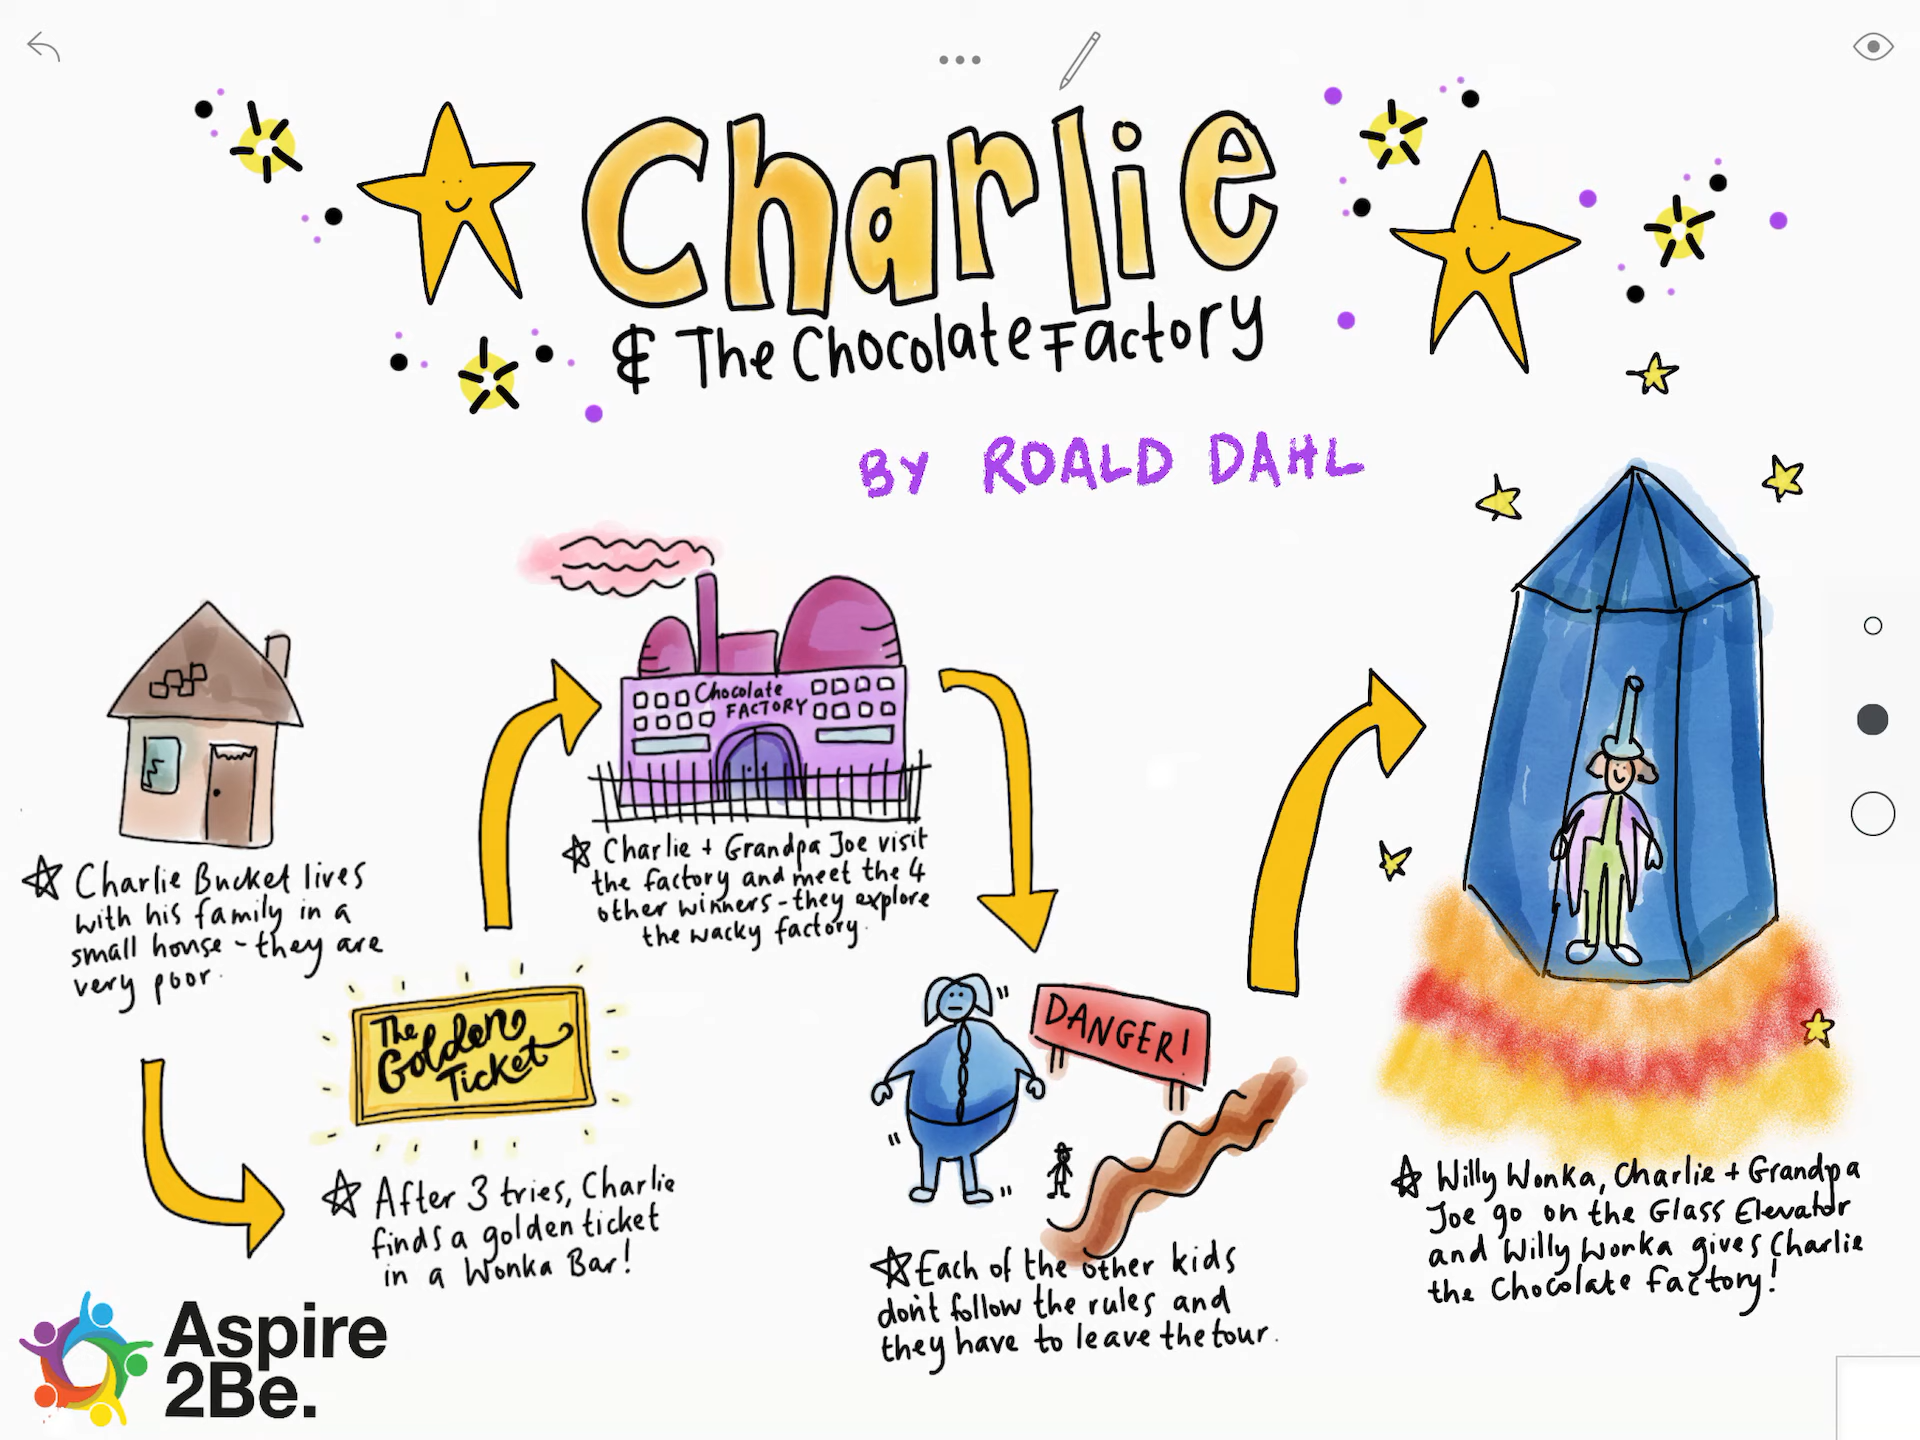 Charlie
& The Chocolate Factory
BY ROALD DAHL
Charlie Bucket lives
with his family in a
small house - they are
very poor.
The
Golden
Ticket
After 3 tries, Charlie
finds a golden ticket
in a Wonka Bar!
Chocolate
FACTORY
Charlie + Grandpa Joe visit
the factory and meet the 4
other winners - they explore
the wacky factory.
DANGER!
Each of the other kids
don't follow the rules and
they have to leave the tour.
Willy Wonka, Charlie + Grandpa
Joe go on the Glass Elevator
and Willy Wonka gives Charlie
the Chocolate Factory!
Aspire
2Be.